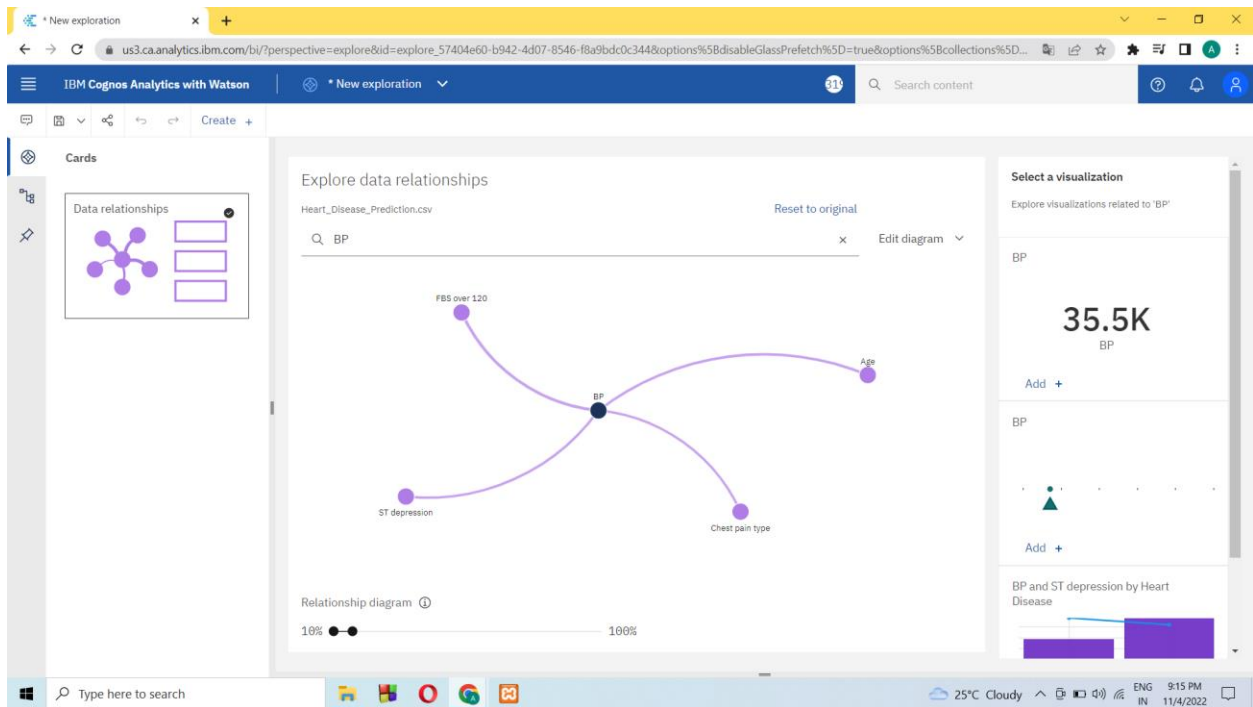 * New exploration
us3.ca.analytics.ibm.com/bi/?perspective=explore&id=explore_57404e60-b942-4d07-8546-f8a9bdc0c344&options%5BdisableGlassPrefetch%5D=true&options%5Bcollections%5D...
A
IBM Cognos Analytics with Watson
* New exploration
Search content
Create +
Cards
Data relationships
Explore data relationships
Heart_Disease_Prediction.csv
Reset to original
BP
Edit diagram
FBS over 120
Age
BP
ST depression
Chest pain type
Relationship diagram
10%
100%
Select a visualization
Explore visualizations related to 'BP'
BP
35.5K
BP
Add +
BP
Add +
BP and ST depression by Heart
Disease
Type here to search
25°C Cloudy
ENG
IN
9:15 PM
11/4/2022